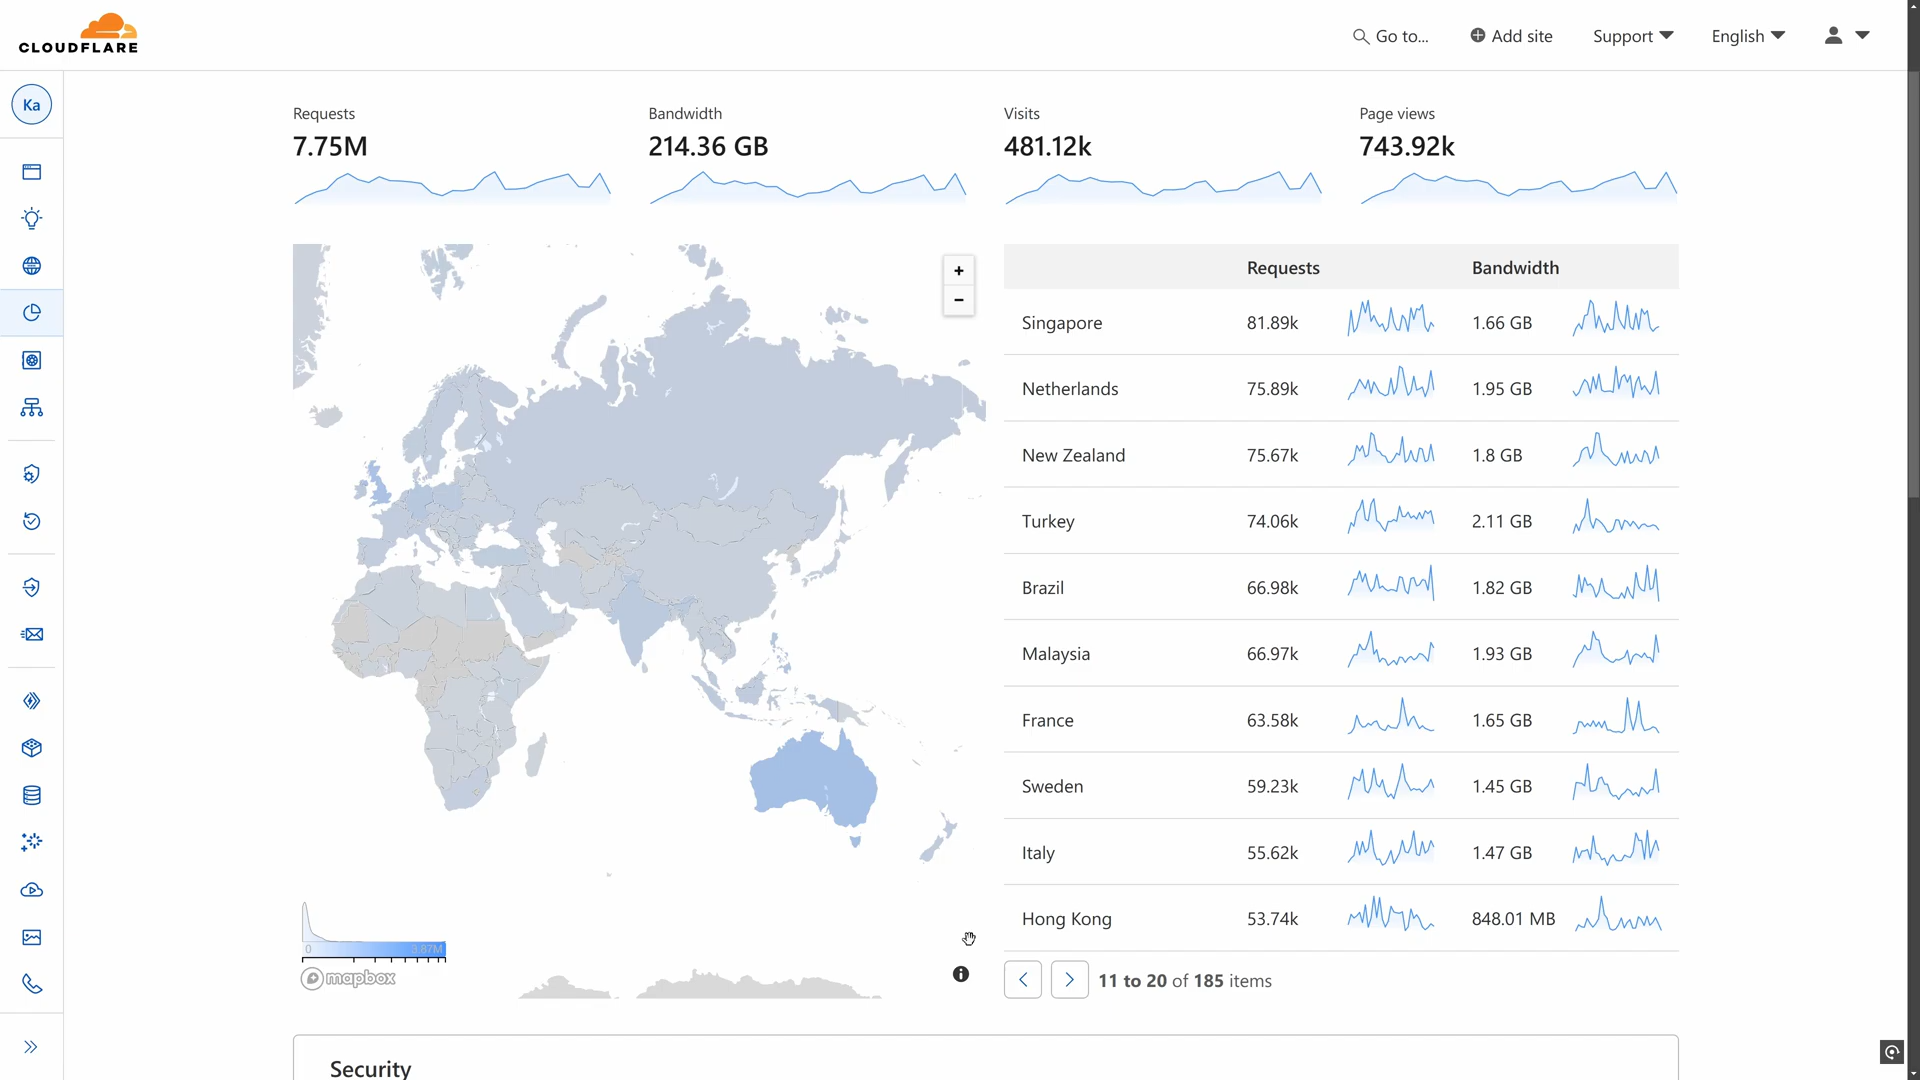 CLOUDFLARE
Go to...
Add site
Support
English
Ka
Requests
7.75M
Bandwidth
214.36 GB
Visits
481.12k
Page views
743.92k
+
−
Requests Bandwidth
Singapore 81.89k 1.66 GB
Netherlands 75.89k 1.95 GB
New Zealand 75.67k 1.8 GB
Turkey 74.06k 2.11 GB
Brazil 66.98k 1.82 GB
Malaysia 66.97k 1.93 GB
France 63.58k 1.65 GB
Sweden 59.23k 1.45 GB
Italy 55.62k 1.47 GB
Hong Kong 53.74k 848.01 MB
0 3.87M
mapbox
11 to 20 of 185 items
Security